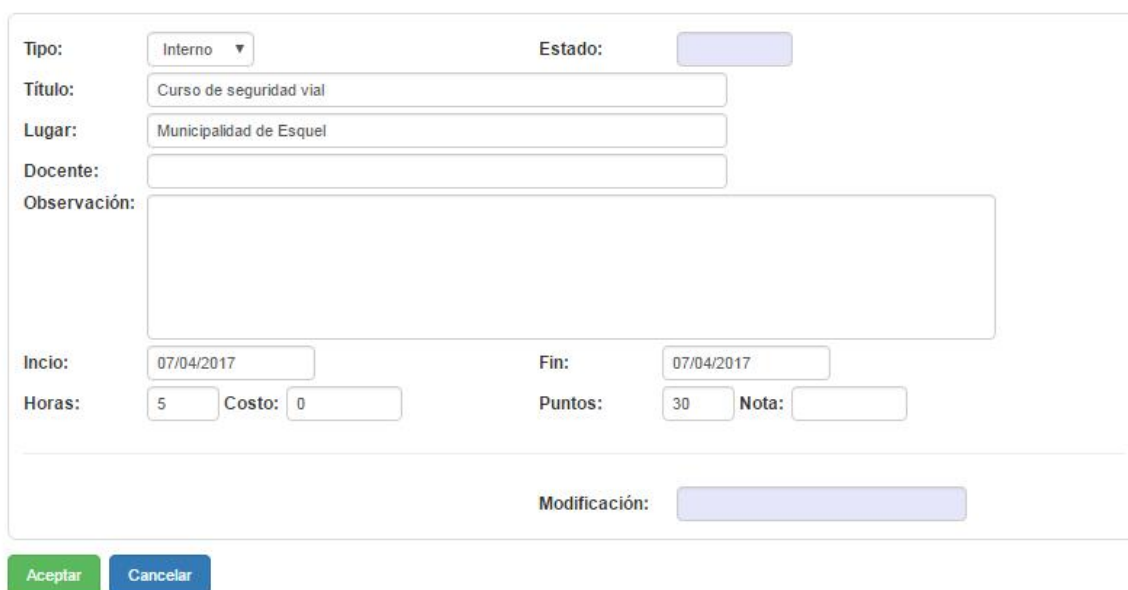 Tipo: Interno ▼ Estado:
Título: Curso de seguridad vial
Lugar: Municipalidad de Esquel
Docente:
Observación:
Incio: 07/04/2017 Fin: 07/04/2017
Horas: 5 Costo: 0 Puntos: 30 Nota:
Modificación:
Aceptar Cancelar